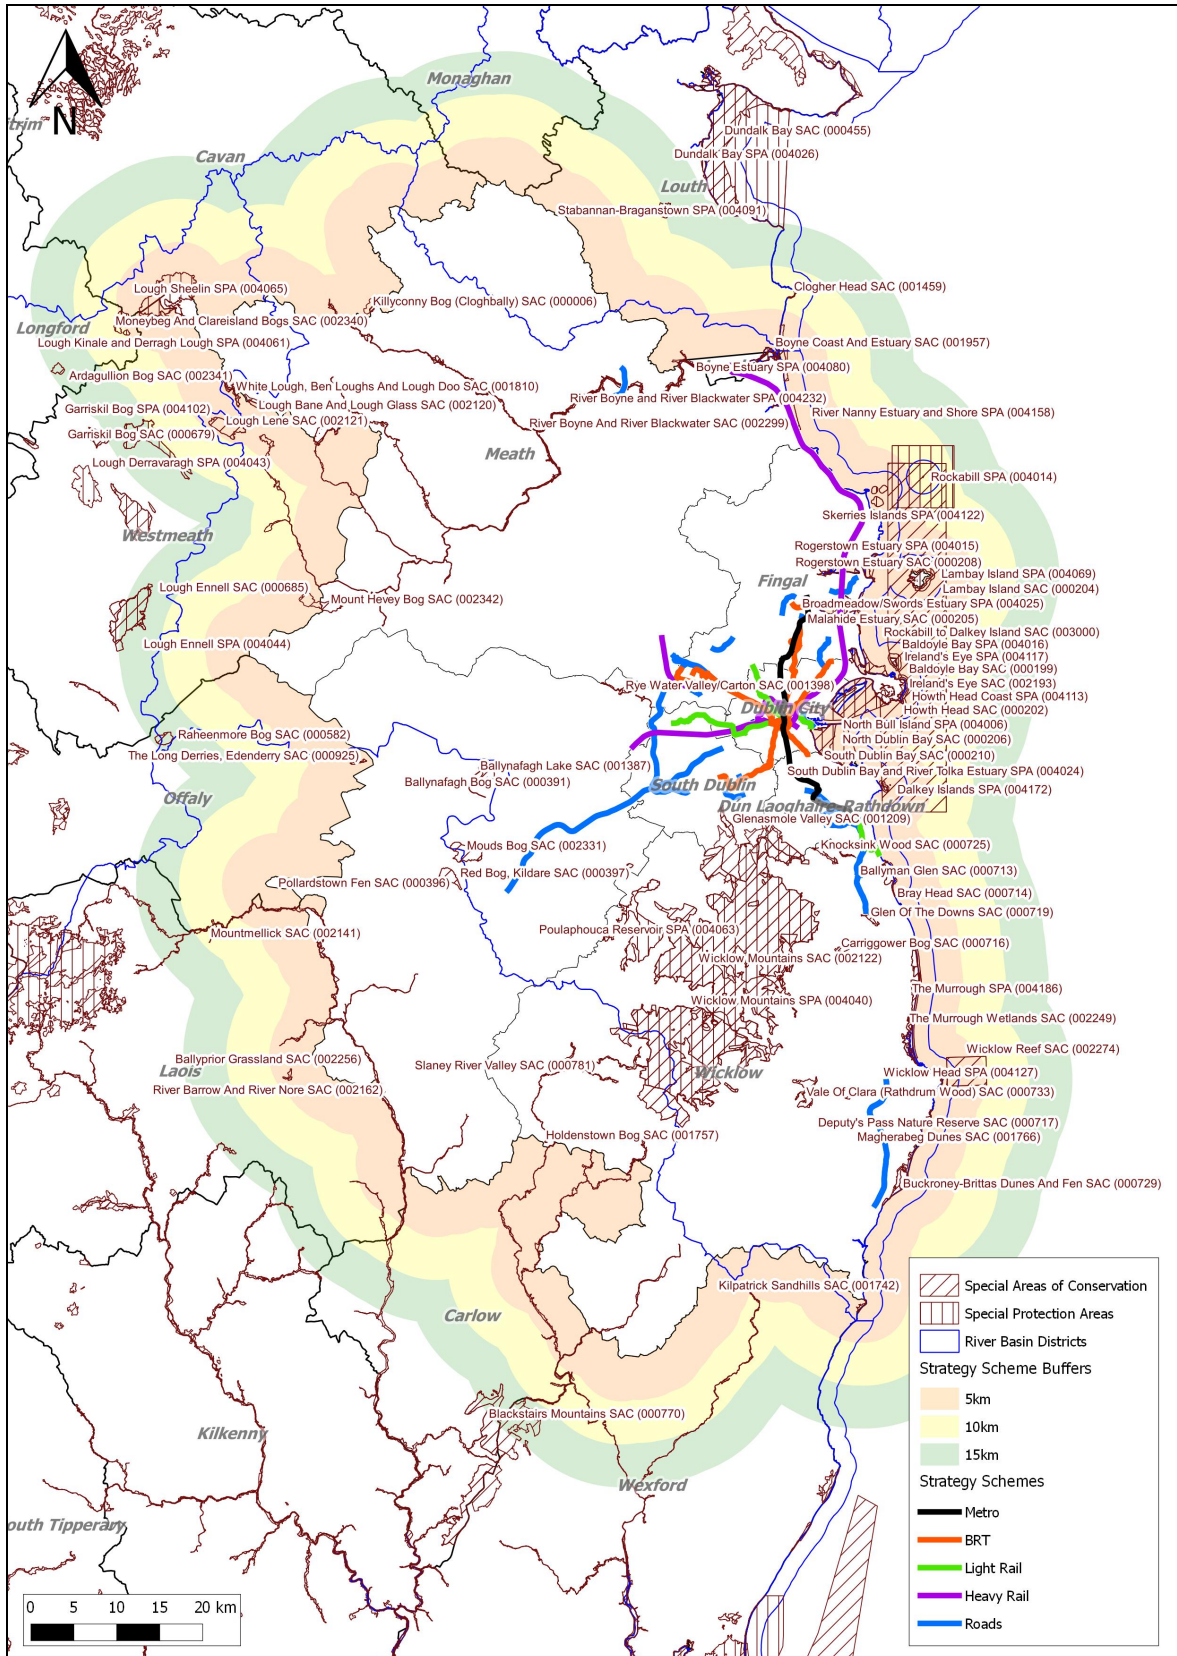 Monaghan
N
Cavan
Dundalk Bay SAC (000455)
Dundalk Bay SPA (004026)
Louth
Stabannan-Braganstown SPA (004091)
Lough Sheelin SPA (004065)
Clogher Head SAC (001459)
Killyconny Bog (Cloghbally) SAC (000006)
Moneybeg And Clareisland Bogs SAC (002340)
Longford
Lough Kinale and Derragh Lough SPA (004061)
Boyne Coast And Estuary SAC (001957)
Boyne Estuary SPA (004080)
Ardagullion Bog SAC (002341)
White Lough, Ben Loughs And Lough Doo SAC (001810)
River Boyne and River Blackwater SPA (004232)
Lough Bane And Lough Glass SAC (002120)
Garriskil Bog SPA (004102)
River Nanny Estuary and Shore SPA (004158)
Lough Lene SAC (002121)
River Boyne And River Blackwater SAC (002299)
Garriskil Bog SAC (000679)
Meath
Lough Derravaragh SPA (004043)
Rockabill SPA (004014)
Skerries Islands SPA (004122)
Westmeath
Rogerstown Estuary SPA (004015)
Rogerstown Estuary SAC (000208)
Lambay Island SPA (004069)
Fingal
Lough Ennell SAC (000685)
Lambay Island SAC (000204)
Mount Hevey Bog SAC (002342)
Broadmeadow/Swords Estuary SPA (004025)
Malahide Estuary SAC (000205)
Rockabill to Dalkey Island SAC (003000)
Lough Ennell SPA (004044)
Baldoyle Bay SPA (004016)
Ireland's Eye SPA (004117)
Baldoyle Bay SAC (000199)
Rye Water Valley/Carton SAC (001398)
Ireland's Eye SAC (002193)
Howth Head Coast SPA (004113)
Dublin City
Howth Head SAC (000202)
North Bull Island SPA (004006)
Raheenmore Bog SAC (000582)
North Dublin Bay SAC (000206)
The Long Derries, Edenderry SAC (000925)
South Dublin Bay SAC (000210)
Ballynafagh Lake SAC (001387)
South Dublin Bay and River Tolka Estuary SPA (004024)
Ballynafagh Bog SAC (000391)
South Dublin
Dalkey Islands SPA (004172)
Offaly
Dun Laoghaire-Rathdown
Glenasmole Valley SAC (001209)
Mouds Bog SAC (002331)
Knocksink Wood SAC (000725)
Red Bog, Kildare SAC (000397)
Ballyman Glen SAC (000713)
Pollardstown Fen SAC (000396)
Bray Head SAC (000714)
Glen Of The Downs SAC (000719)
Mountmellick SAC (002141)
Poulaphouca Reservoir SPA (004063)
Carriggower Bog SAC (000716)
Wicklow Mountains SAC (002122)
The Murrough SPA (004186)
Wicklow Mountains SPA (004040)
The Murrough Wetlands SAC (002249)
Wicklow Reef SAC (002274)
Ballyprior Grassland SAC (002256)
Slaney River Valley SAC (000781)
Laois
Wicklow
Wicklow Head SPA (004127)
River Barrow And River Nore SAC (002162)
Vale Of Clara (Rathdrum Wood) SAC (000733)
Deputy's Pass Nature Reserve SAC (000717)
Holdenstown Bog SAC (001757)
Magherabeg Dunes SAC (001766)
Buckroney-Brittas Dunes And Fen SAC (000729)
Kilpatrick Sandhills SAC (001742)
Carlow
Blackstairs Mountains SAC (000770)
Kilkenny
Wexford
outh Tipperary
Special Areas of Conservation
Special Protection Areas
River Basin Districts
Strategy Scheme Buffers
5km
10km
15km
Strategy Schemes
Metro
BRT
Light Rail
Heavy Rail
Roads
0 5 10 15 20 km